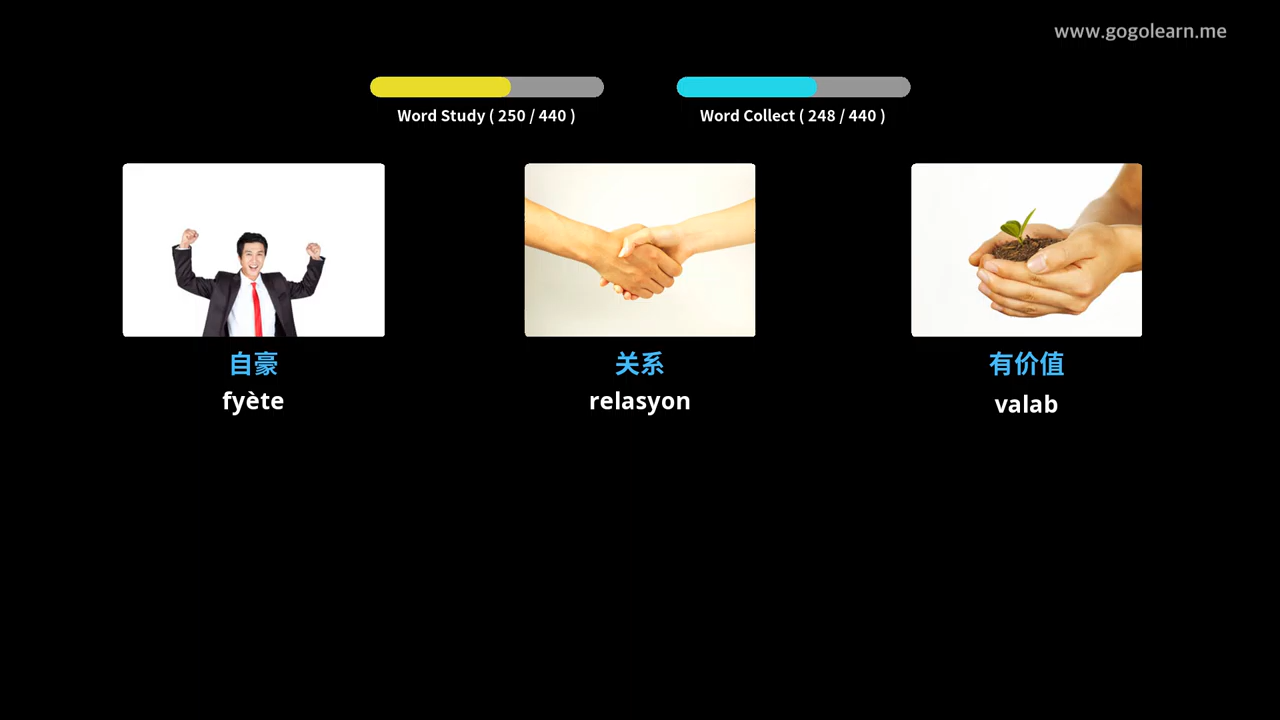 www.gogolearn.me
Word Study ( 250 / 440 )
Word Collect ( 248 / 440 )
自豪
关系
有价值
fyète
relasyon
valab